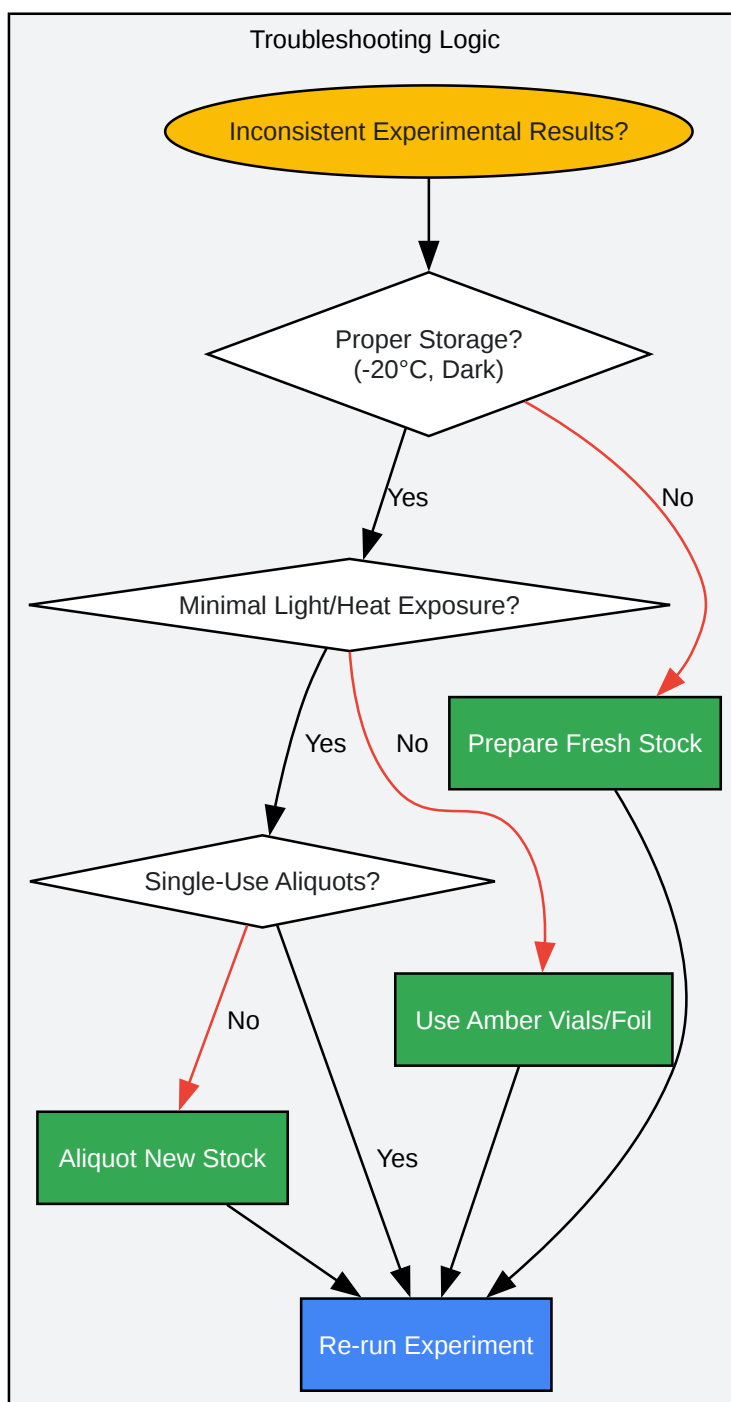 Troubleshooting Logic
Inconsistent Experimental Results?
Proper Storage?
(-20°C, Dark)
Yes
No
Minimal Light/Heat Exposure?
Prepare Fresh Stock
Yes
No
Single-Use Aliquots?
Use Amber Vials/Foil
No
Aliquot New Stock
Yes
Re-run Experiment